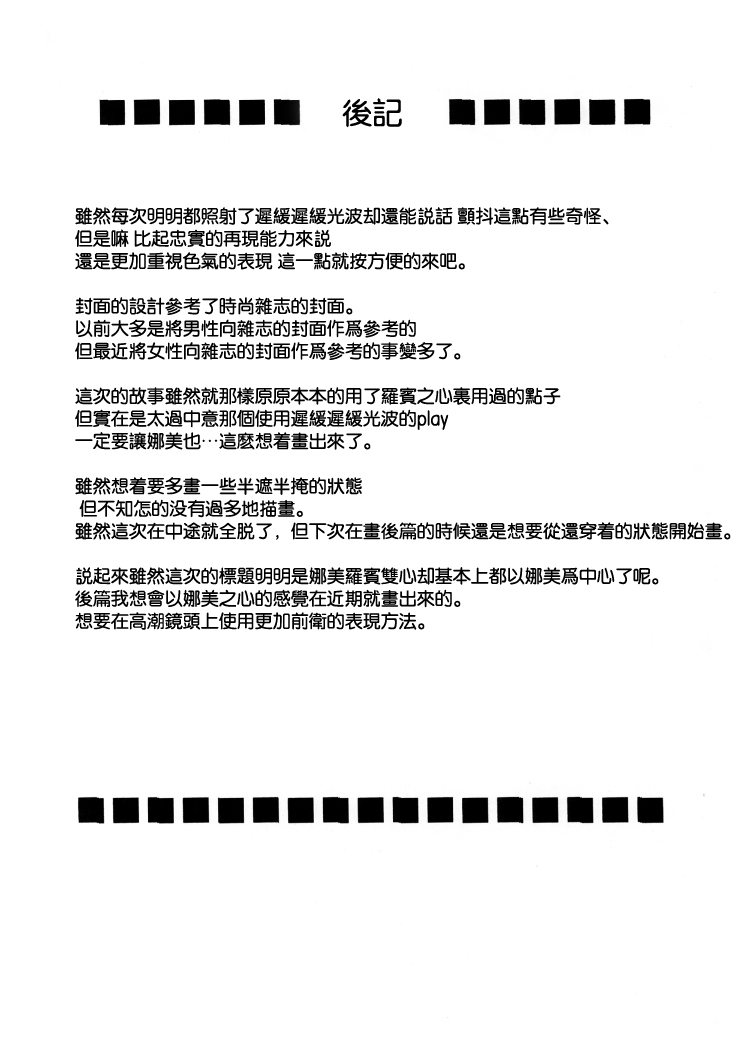 後記
雖然每次明明都照射了遲緩遲緩光波却還能説話 顫抖這點有些奇怪、
但是嘛 比起忠實的再現能力來説
還是更加重視色氣的表現 這一點就按方便的來吧。
封面的設計參考了時尚雜志的封面。
以前大多是將男性向雜志的封面作爲參考的
但最近將女性向雜志的封面作爲參考的事變多了。
這次的故事雖然就那樣原原本本的用了羅賓之心裏用過的點子
但實在是太過中意那個使用遲緩遲緩光波的play
一定要讓娜美也…這麽想着畫出來了。
雖然想着要多畫一些半遮半掩的狀態
但不知怎的没有過多地描畫。
雖然這次在中途就全脱了，但下次在畫後篇的時候還是想要從還穿着的狀態開始畫。
説起來雖然這次的標題明明是娜美羅賓雙心却基本上都以娜美爲中心了呢。
後篇我想會以娜美之心的感覺在近期就畫出來的。
想要在高潮鏡頭上使用更加前衛的表現方法。